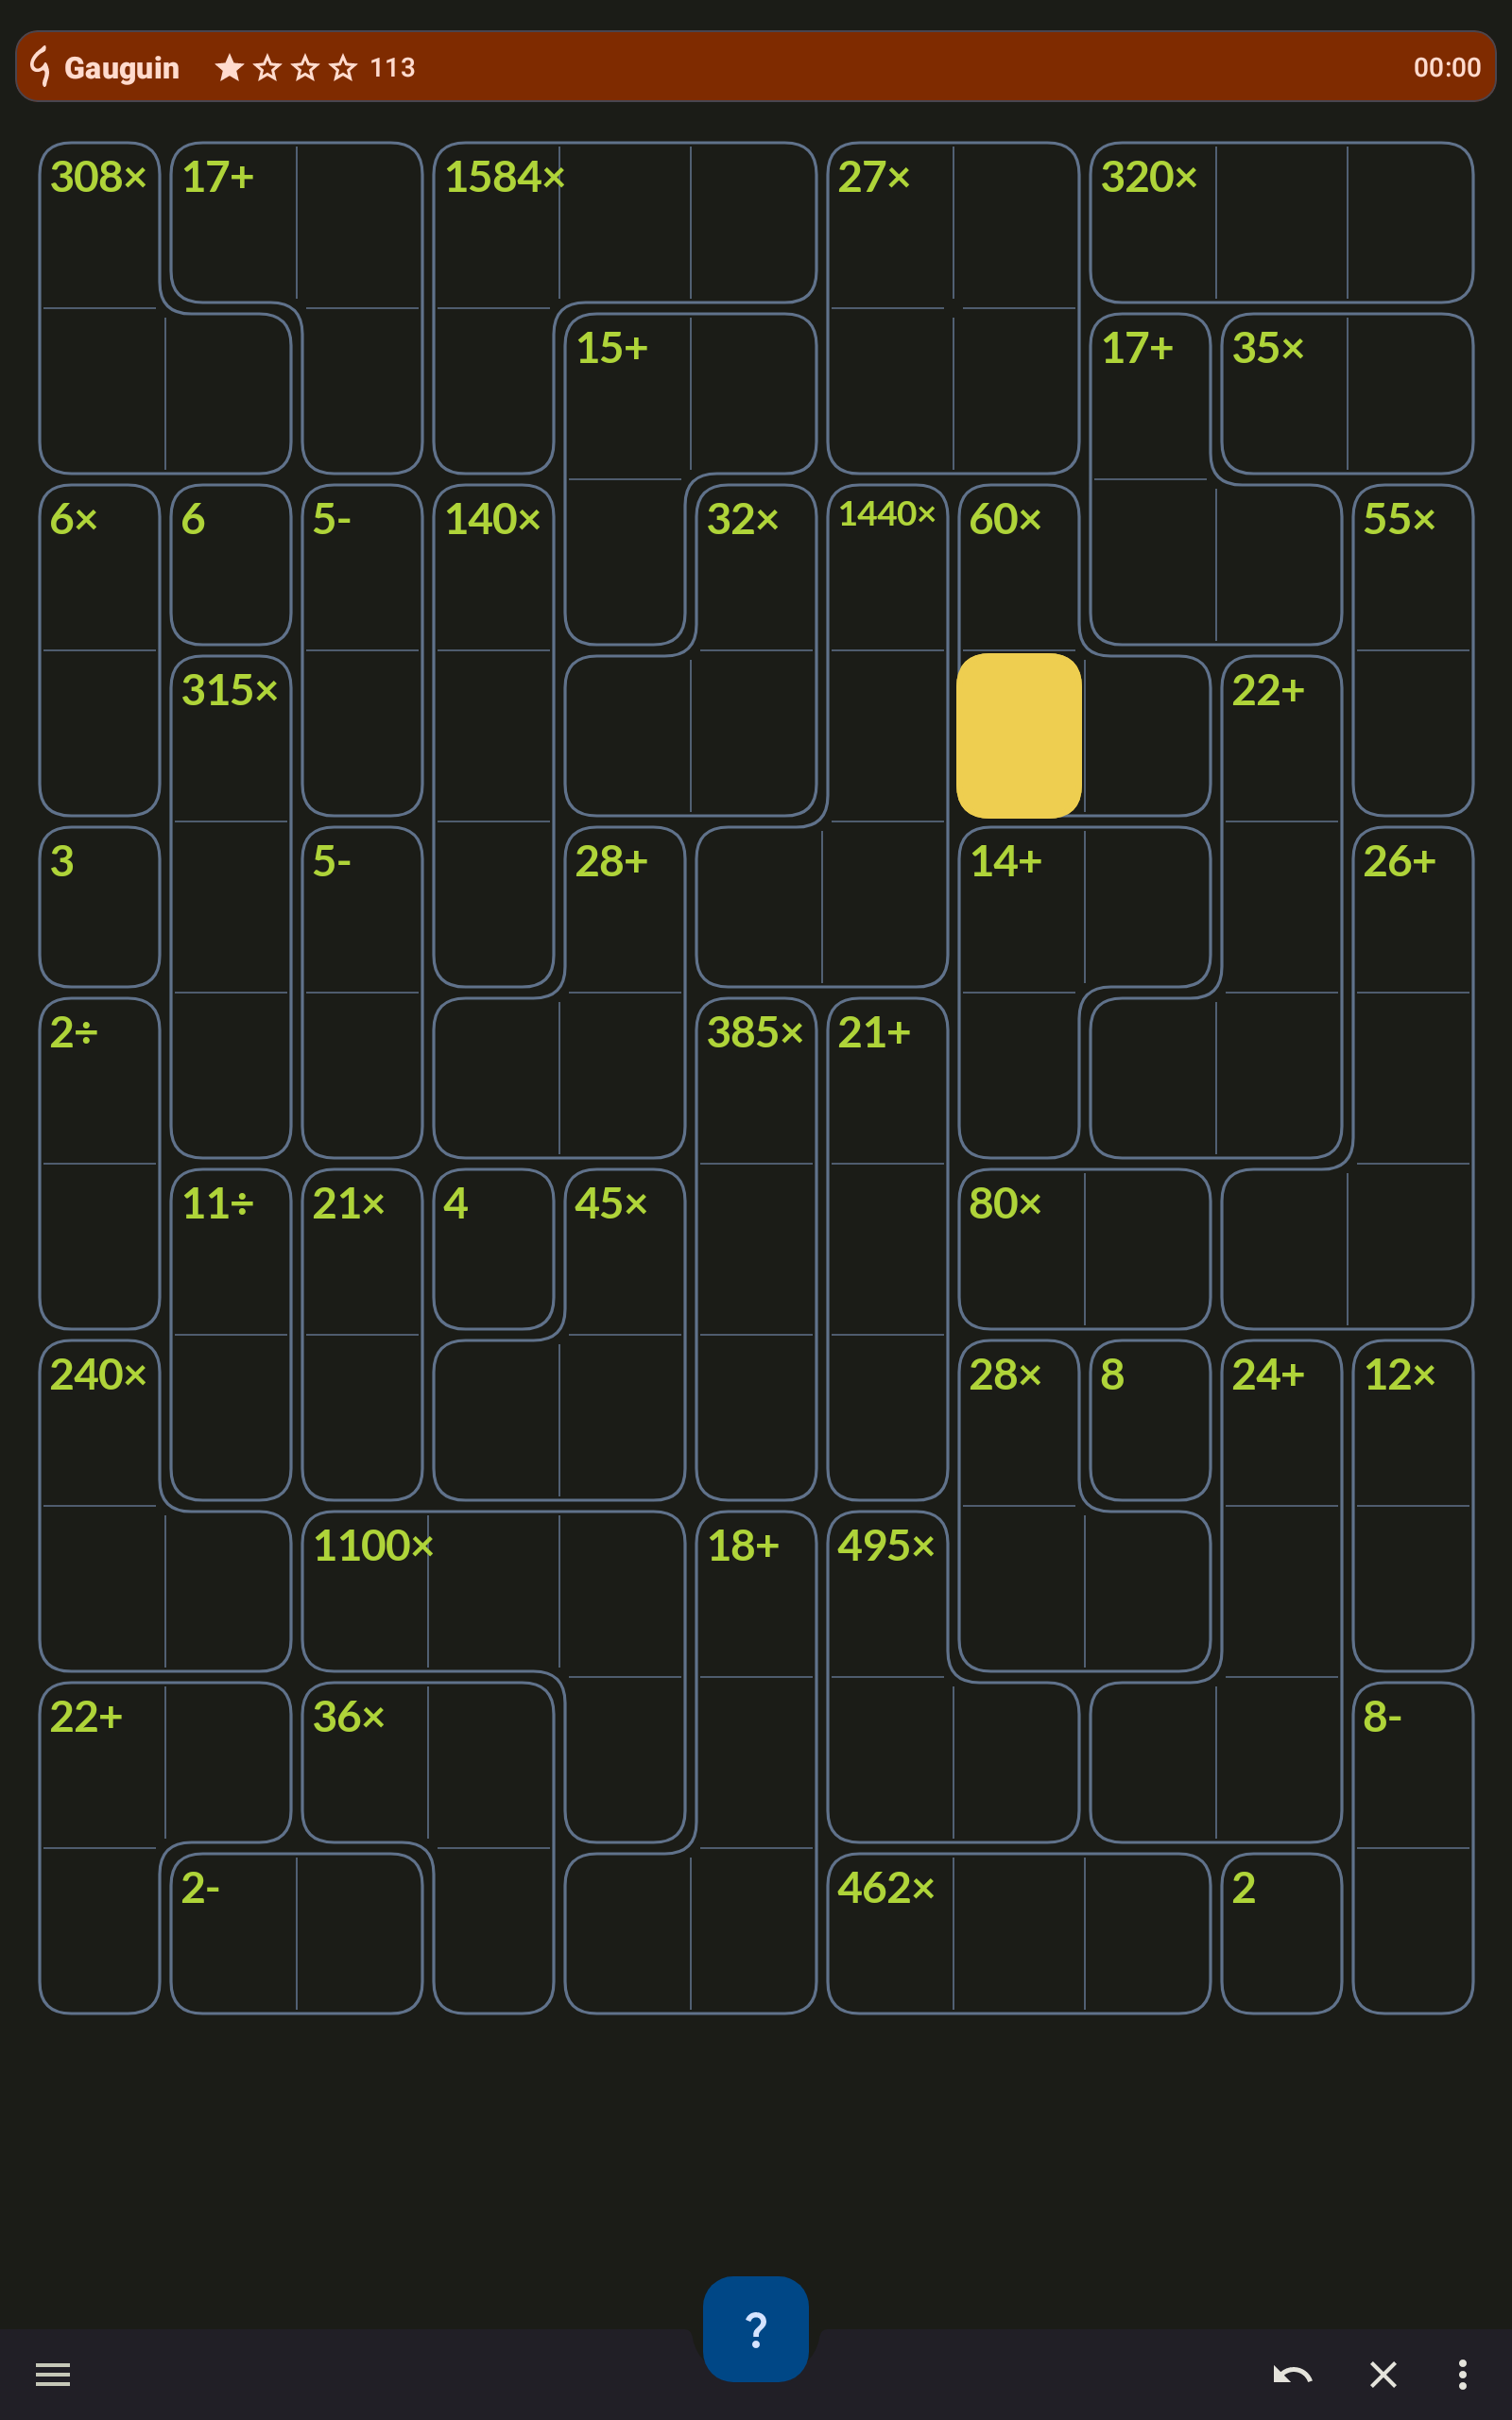 Gauguin 113 00:00
308× 17+ 1584× 27× 320×
15+ 17+ 35×
6× 6 5- 140× 32× 1440× 60× 55×
315× 22+
3 5- 28+ 14+ 26+
2÷ 385× 21+
11÷ 21× 4 45× 80×
240× 28× 8 24+ 12×
1100× 18+ 495×
22+ 36× 8-
2- 462× 2
?